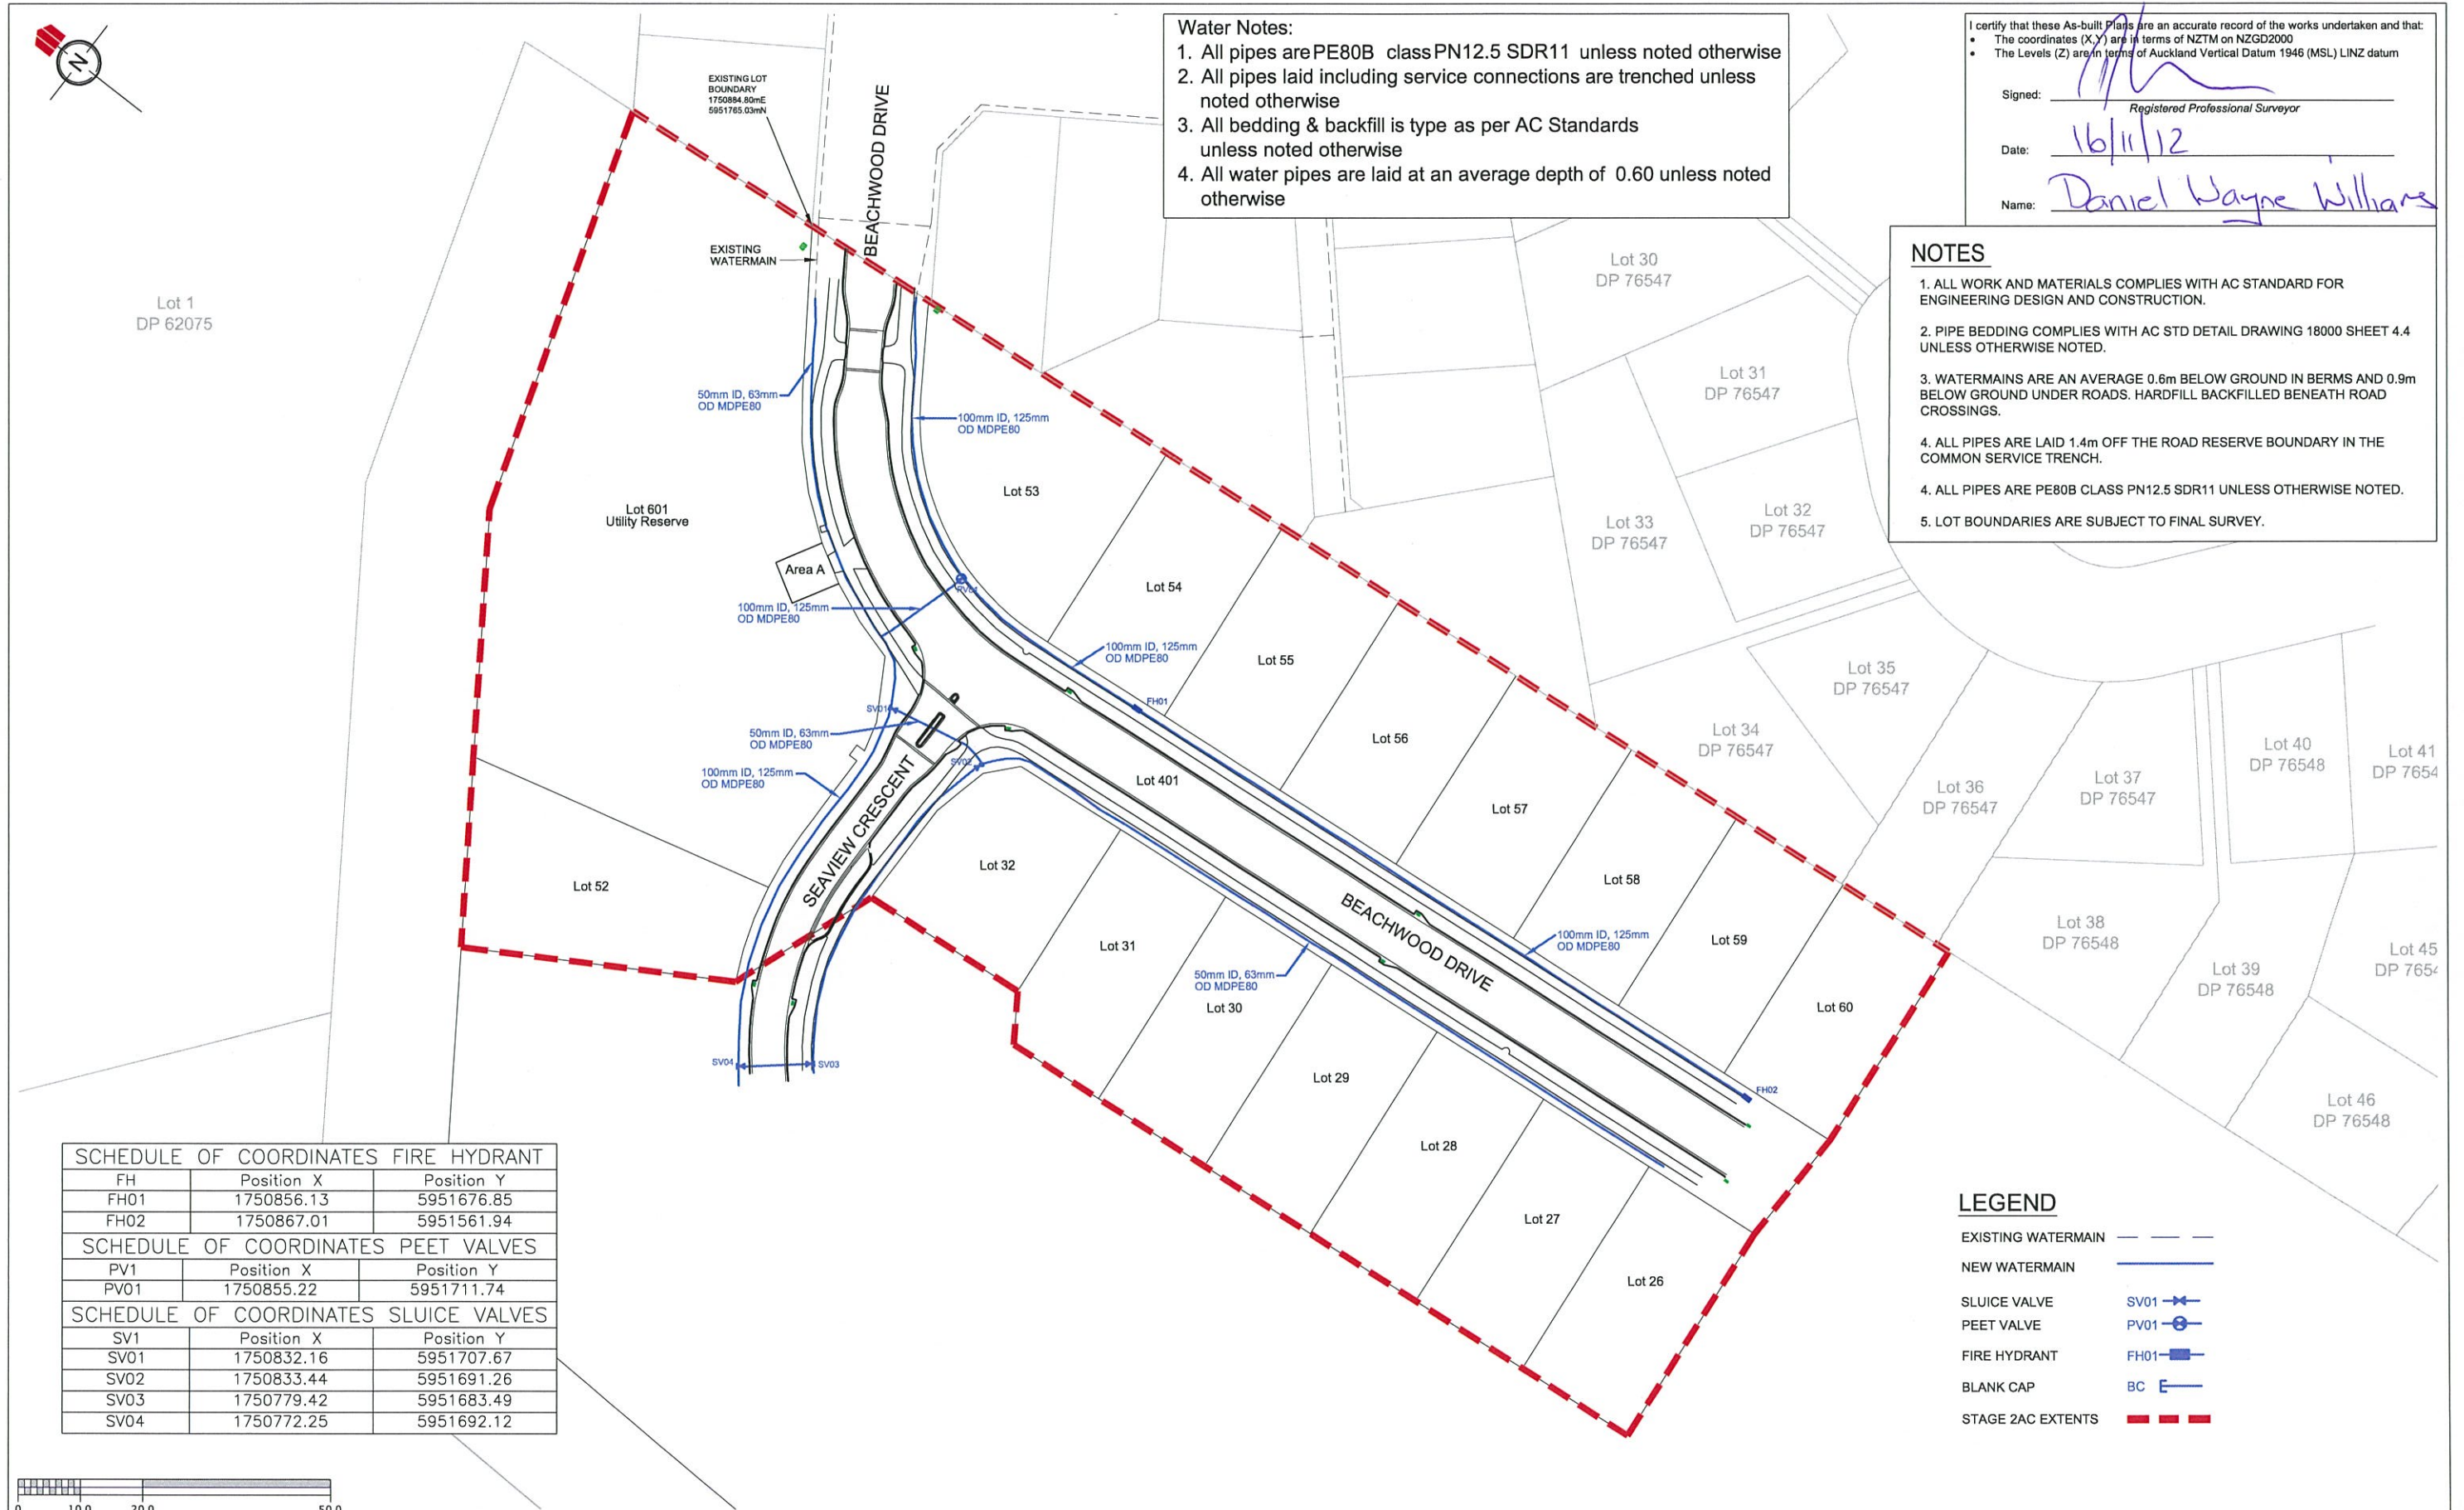 N
Water Notes:
1. All pipes are PE80B class PN12.5 SDR11 unless noted otherwise
2. All pipes laid including service connections are trenched unless
noted otherwise
3. All bedding & backfill is type as per AC Standards
unless noted otherwise
4. All water pipes are laid at an average depth of 0.60 unless noted
otherwise
I certify that these As-built Plans are an accurate record of the works undertaken and that:
• The coordinates (X,Y) are in terms of NZTM on NZGD2000
• The Levels (Z) are in terms of Auckland Vertical Datum 1946 (MSL) LINZ datum
Signed:
Registered Professional Surveyor
Date: 16/11/12
Name: Daniel Wayne Williams
NOTES
1. ALL WORK AND MATERIALS COMPLIES WITH AC STANDARD FOR
ENGINEERING DESIGN AND CONSTRUCTION.
2. PIPE BEDDING COMPLIES WITH AC STD DETAIL DRAWING 18000 SHEET 4.4
UNLESS OTHERWISE NOTED.
3. WATERMAINS ARE AN AVERAGE 0.6m BELOW GROUND IN BERMS AND 0.9m
BELOW GROUND UNDER ROADS. HARDFILL BACKFILLED BENEATH ROAD
CROSSINGS.
4. ALL PIPES ARE LAID 1.4m OFF THE ROAD RESERVE BOUNDARY IN THE
COMMON SERVICE TRENCH.
4. ALL PIPES ARE PE80B CLASS PN12.5 SDR11 UNLESS OTHERWISE NOTED.
5. LOT BOUNDARIES ARE SUBJECT TO FINAL SURVEY.
EXISTING LOT
BOUNDARY
1750884.80mE
5951765.03mN
BEACHWOOD DRIVE
EXISTING
WATERMAIN
Lot 1
DP 62075
Lot 30
DP 76547
Lot 31
DP 76547
Lot 32
DP 76547
Lot 33
DP 76547
Lot 34
DP 76547
Lot 35
DP 76547
Lot 36
DP 76547
Lot 37
DP 76547
Lot 40
DP 76548
Lot 41
DP 7654
Lot 38
DP 76548
Lot 39
DP 76548
Lot 45
DP 7654
Lot 46
DP 76548
50mm ID, 63mm
OD MDPE80
100mm ID, 125mm
OD MDPE80
Lot 53
Lot 601
Utility Reserve
Area A
PV01
100mm ID, 125mm
OD MDPE80
Lot 54
100mm ID, 125mm
OD MDPE80
Lot 55
FH01
SV01
50mm ID, 63mm
OD MDPE80
SV02
100mm ID, 125mm
OD MDPE80
Lot 56
Lot 401
Lot 57
SEAVIEW CRESCENT
Lot 52
Lot 32
Lot 58
BEACHWOOD DRIVE
100mm ID, 125mm
OD MDPE80
Lot 59
Lot 31
50mm ID, 63mm
OD MDPE80
Lot 30
Lot 60
SV04
SV03
Lot 29
FH02
Lot 28
Lot 27
Lot 26
SCHEDULE OF COORDINATES FIRE HYDRANT
FH Position X Position Y
FH01 1750856.13 5951676.85
FH02 1750867.01 5951561.94
SCHEDULE OF COORDINATES PEET VALVES
PV1 Position X Position Y
PV01 1750855.22 5951711.74
SCHEDULE OF COORDINATES SLUICE VALVES
SV1 Position X Position Y
SV01 1750832.16 5951707.67
SV02 1750833.44 5951691.26
SV03 1750779.42 5951683.49
SV04 1750772.25 5951692.12
LEGEND
EXISTING WATERMAIN
NEW WATERMAIN
SLUICE VALVE SV01
PEET VALVE PV01
FIRE HYDRANT FH01
BLANK CAP BC
STAGE 2AC EXTENTS
0 10.0 20.0 50.0